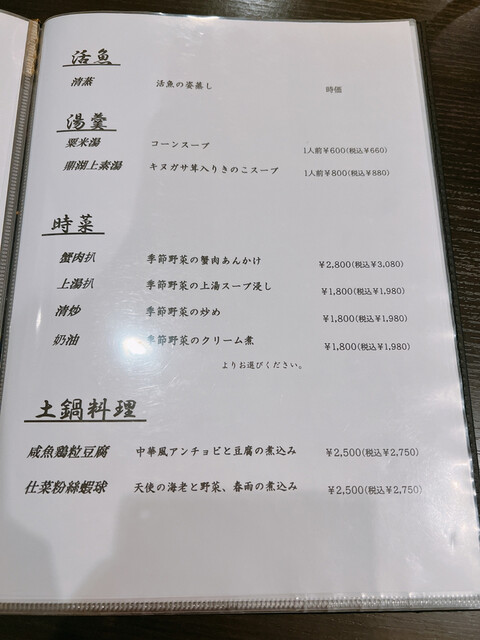 活魚
清蒸 活魚の姿蒸し 時価
湯羹
粟米湯 コーンスープ 1人前¥600(税込¥660)
鼎湖上素湯 キヌガサ茸入りきのこスープ 1人前¥800(税込¥880)
時菜
蟹肉扒 季節野菜の蟹肉あんかけ ¥2,800(税込¥3,080)
上湯扒 季節野菜の上湯スープ浸し ¥1,800(税込¥1,980)
清炒 季節野菜の炒め ¥1,800(税込¥1,980)
奶油 季節野菜のクリーム煮 ¥1,800(税込¥1,980)
よりお選びください。
土鍋料理
咸魚鶏粒豆腐 中華風アンチョビと豆腐の煮込み ¥2,500(税込¥2,750)
仕菜粉絲蝦球 天使の海老と野菜、春雨の煮込み ¥2,500(税込¥2,750)